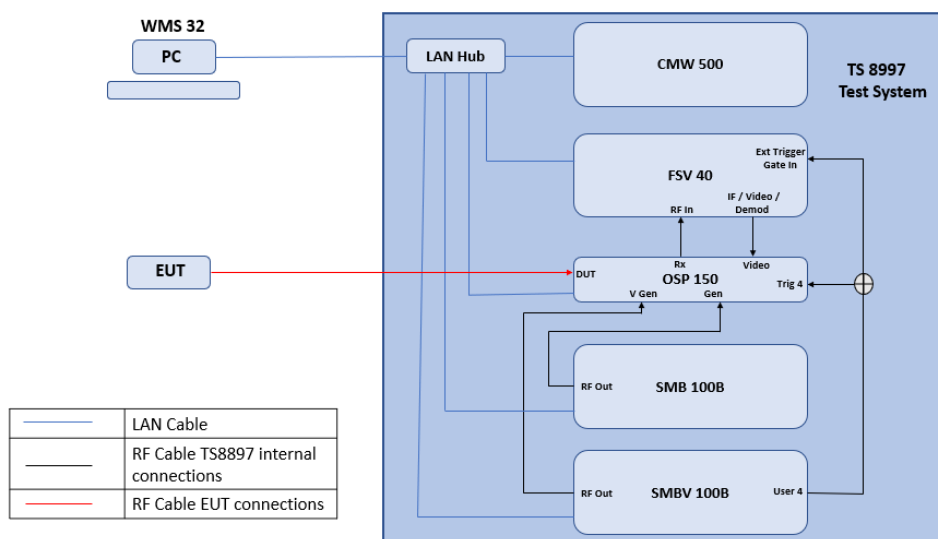 WMS 32
PC
LAN Hub
CMW 500
TS 8997
Test System
Ext Trigger
Gate In
FSV 40
IF / Video /
Demod
RF In
EUT
DUT
Rx
Video
OSP 150
V Gen
Gen
Trig 4
RF Out
SMB 100B
RF Out
SMBV 100B
User 4
LAN Cable
RF Cable TS8997 internal
connections
RF Cable EUT connections